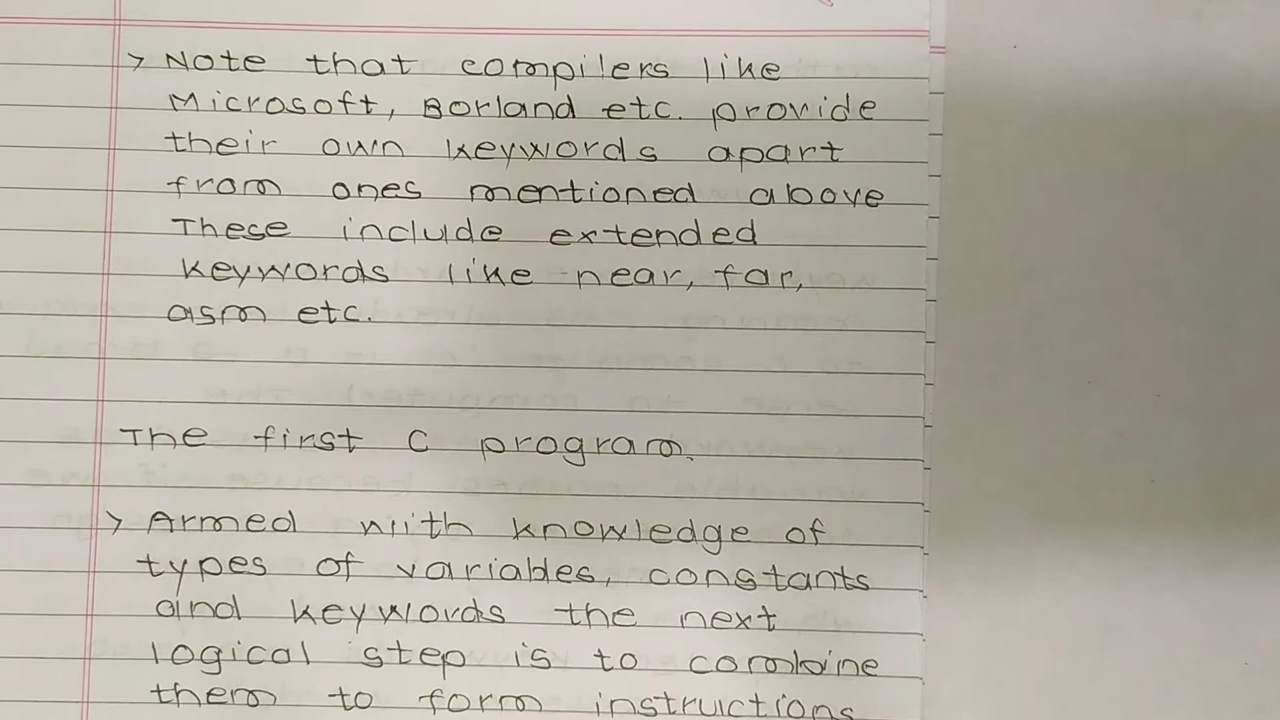 > Note that compilers like
Microsoft, Borland etc. provide
their own keywords apart
from ones mentioned above
These include extended
keywords like near, far,
asm etc.
The first C program.
> Armed with knowledge of
types of variables, constants
and keywords the next
logical step is to combine
them to form instructions